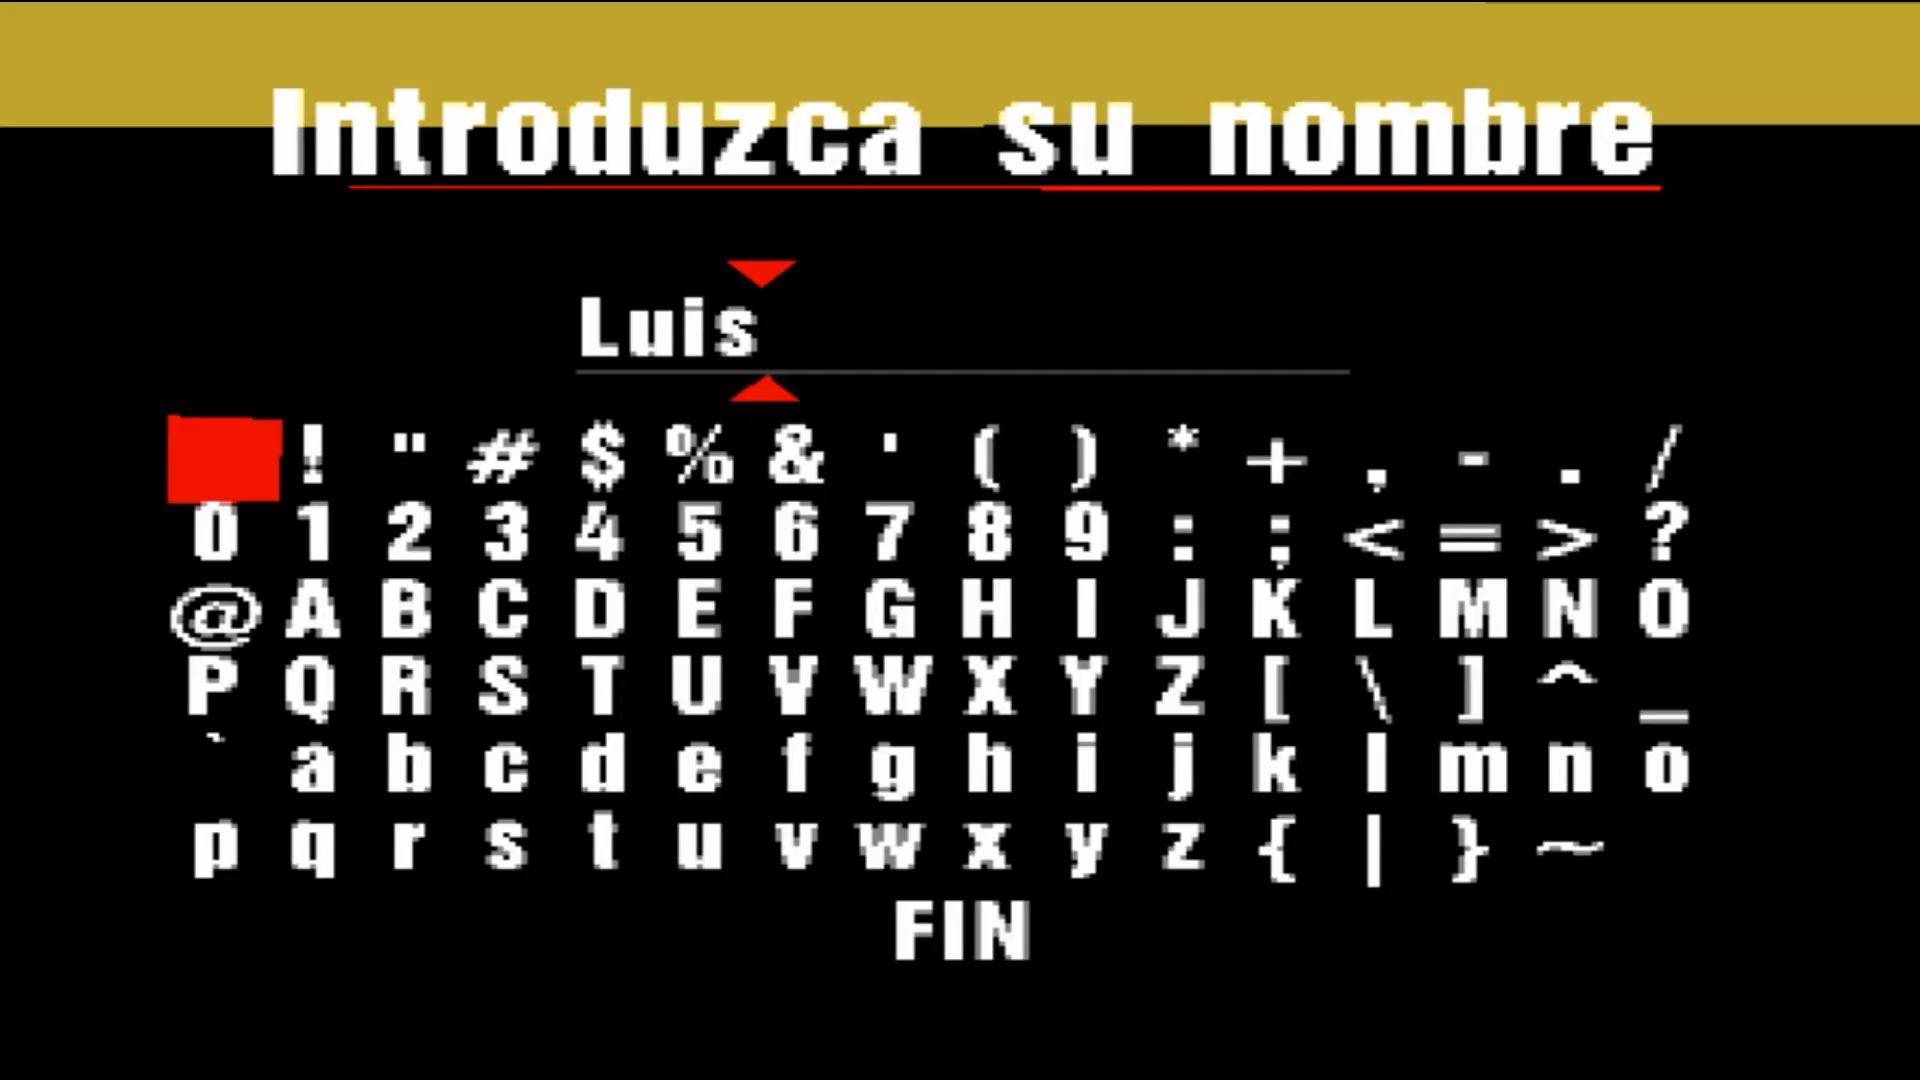 Introduzca su nombre
Luis
! " # $ % & ' ( ) * + , - . /
0 1 2 3 4 5 6 7 8 9 : ; < = > ?
@ A B C D E F G H I J K L M N O
P Q R S T U V W X Y Z [ \ ] ^ _
` a b c d e f g h i j k l m n o
p q r s t u v w x y z { | } ~
FIN